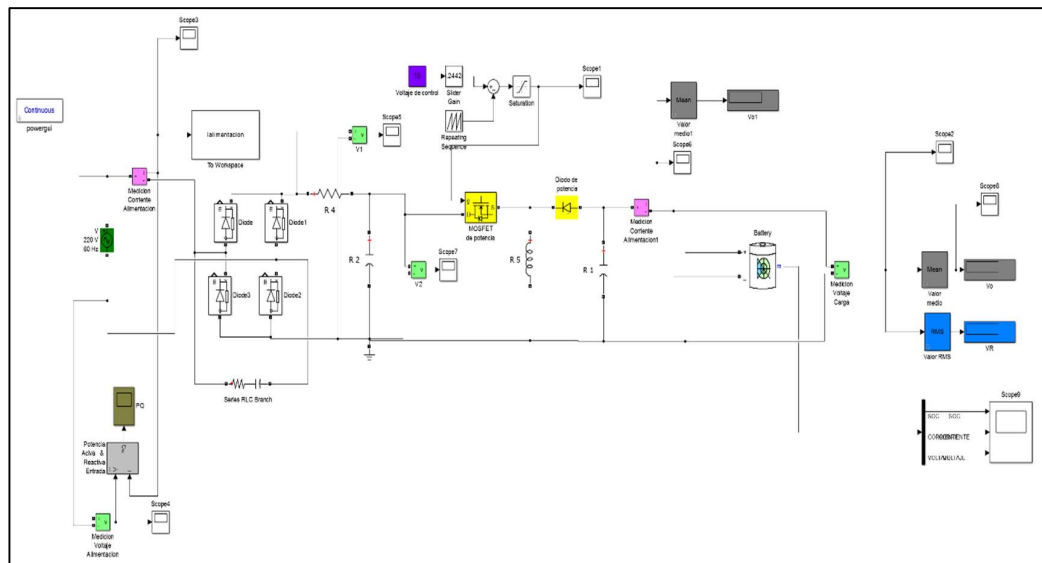 Scope3
Continuous
powergui
Ialimentacion
To Workspace
Medicion
Corriente
Alimentacion
V
220 V
60 Hz
Diode
Diode1
Diode3
Diode2
Series RLC Branch
PQ
Potencia
Activa &
Reactiva
Entrada
PQ
V
I
Scope4
Medicion
Voltaje
Alimentacion
R 4
R 2
V1
Scope5
V2
Scope7
Voltaje de control
.2442
Slider
Gain
Repeating
Sequence
Saturation
Scope1
MOSFET
de potencia
Diodo de
potencia
R 5
R 1
Medicion
Corriente
Alimentacion1
Mean
Valor
medio1
Vo1
Scope6
Battery
Medicion
Voltaje
Carga
Scope2
Scope8
Mean
Valor
medio
Vo
RMS
Valor RMS
VR
Scope9
SOC